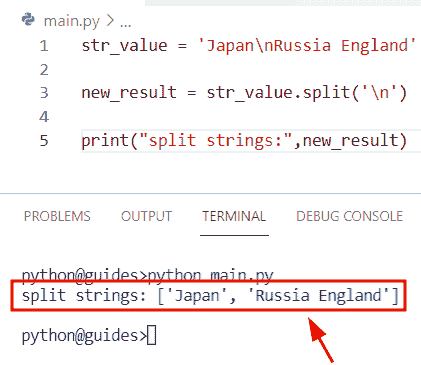 main.py > ...
1 str_value = 'Japan\nRussia England'
2
3 new_result = str_value.split('\n')
4
5 print("split strings:",new_result)
PROBLEMS OUTPUT TERMINAL DEBUG CONSOLE
python@guides>python main.py
split strings: ['Japan', 'Russia England']
python@guides>